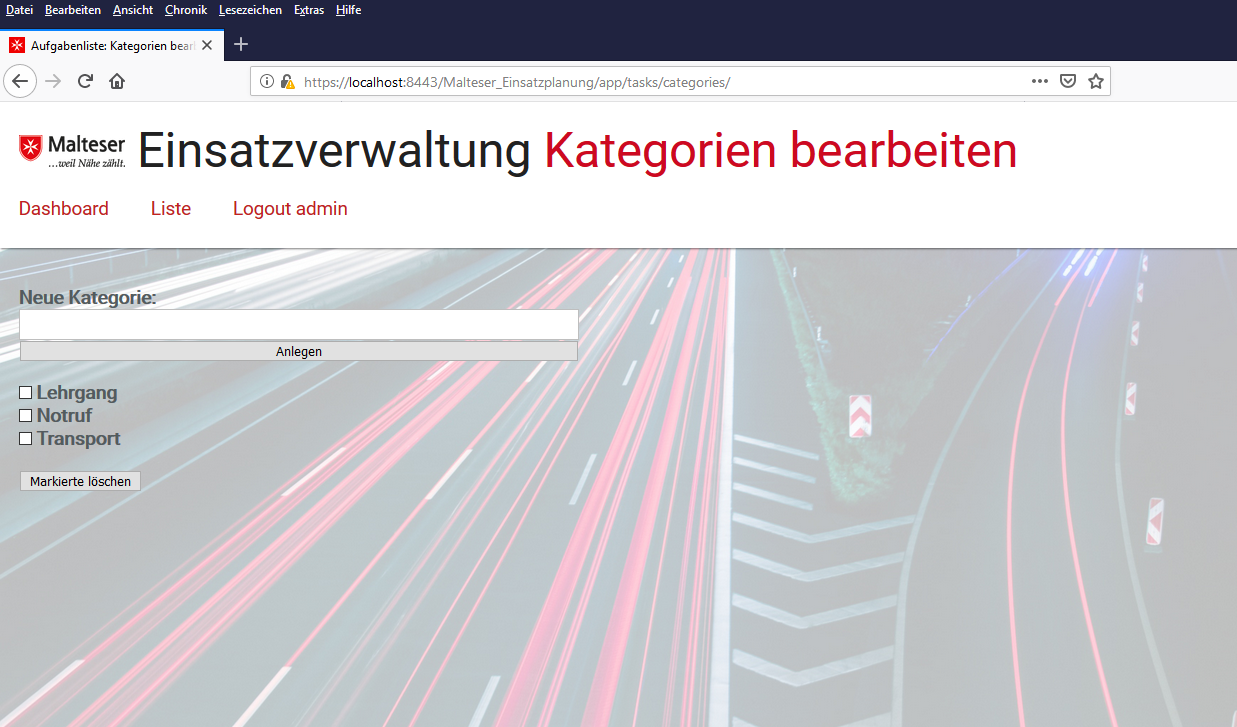 Datei Bearbeiten Ansicht Chronik Lesezeichen Extras Hilfe
Aufgabenliste: Kategorien bear
https://localhost:8443/Malteser_Einsatzplanung/app/tasks/categories/
Malteser
...weil Nähe zählt.
Einsatzverwaltung Kategorien bearbeiten
Dashboard Liste Logout admin
Neue Kategorie:
Anlegen
Lehrgang
Notruf
Transport
Markierte löschen